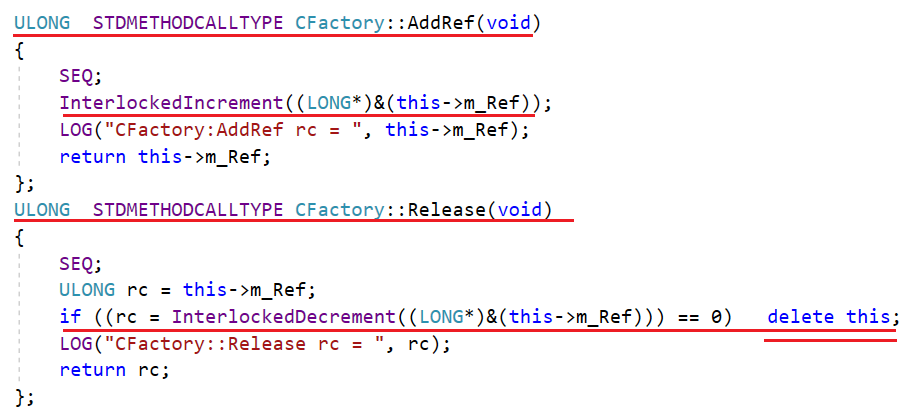 ULONG  STDMETHODCALLTYPE CFactory::AddRef(void)
{
    SEQ;
    InterlockedIncrement((LONG*)&(this->m_Ref));
    LOG("CFactory:AddRef rc = ", this->m_Ref);
    return this->m_Ref;
};
ULONG  STDMETHODCALLTYPE CFactory::Release(void)
{
    SEQ;
    ULONG rc = this->m_Ref;
    if ((rc = InterlockedDecrement((LONG*)&(this->m_Ref))) == 0)   delete this;
    LOG("CFactory::Release rc = ", rc);
    return rc;
};